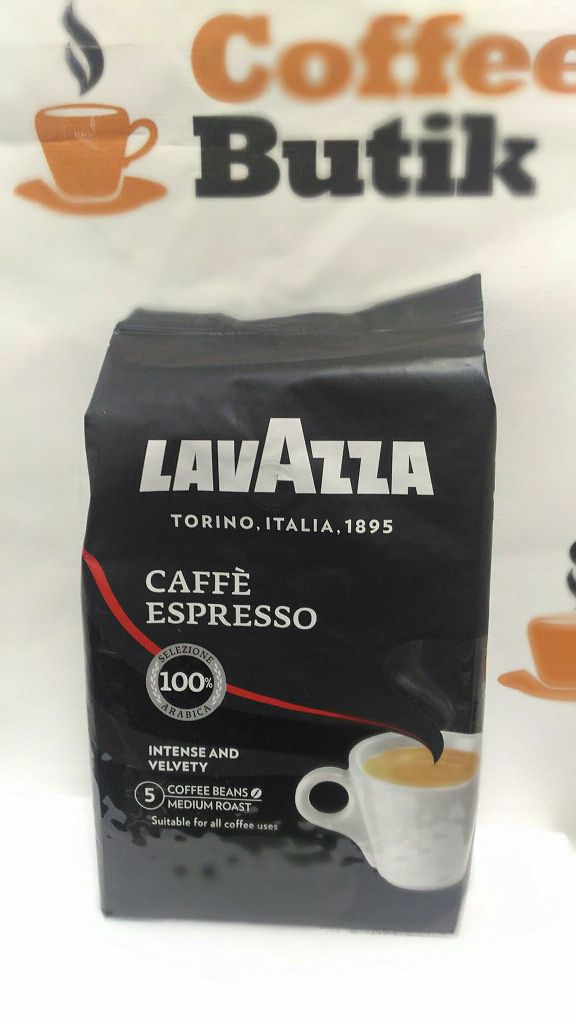 Coffee
Butik
LAVAZZA
TORINO, ITALIA, 1895
CAFFÈ
ESPRESSO
SELEZIONE
100%
ARABICA
INTENSE AND
VELVETY
5 COFFEE BEANS
MEDIUM ROAST
Suitable for all coffee uses